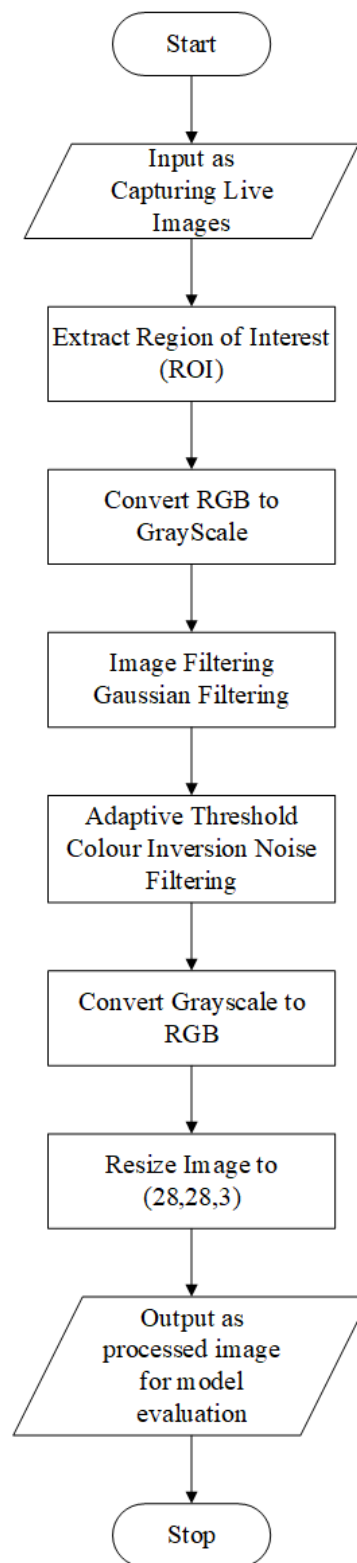 Start
Input as
Capturing Live
Images
Extract Region of Interest
(ROI)
Convert RGB to
GrayScale
Image Filtering
Gaussian Filtering
Adaptive Threshold
Colour Inversion Noise
Filtering
Convert Grayscale to
RGB
Resize Image to
(28,28,3)
Output as
processed image
for model
evaluation
Stop